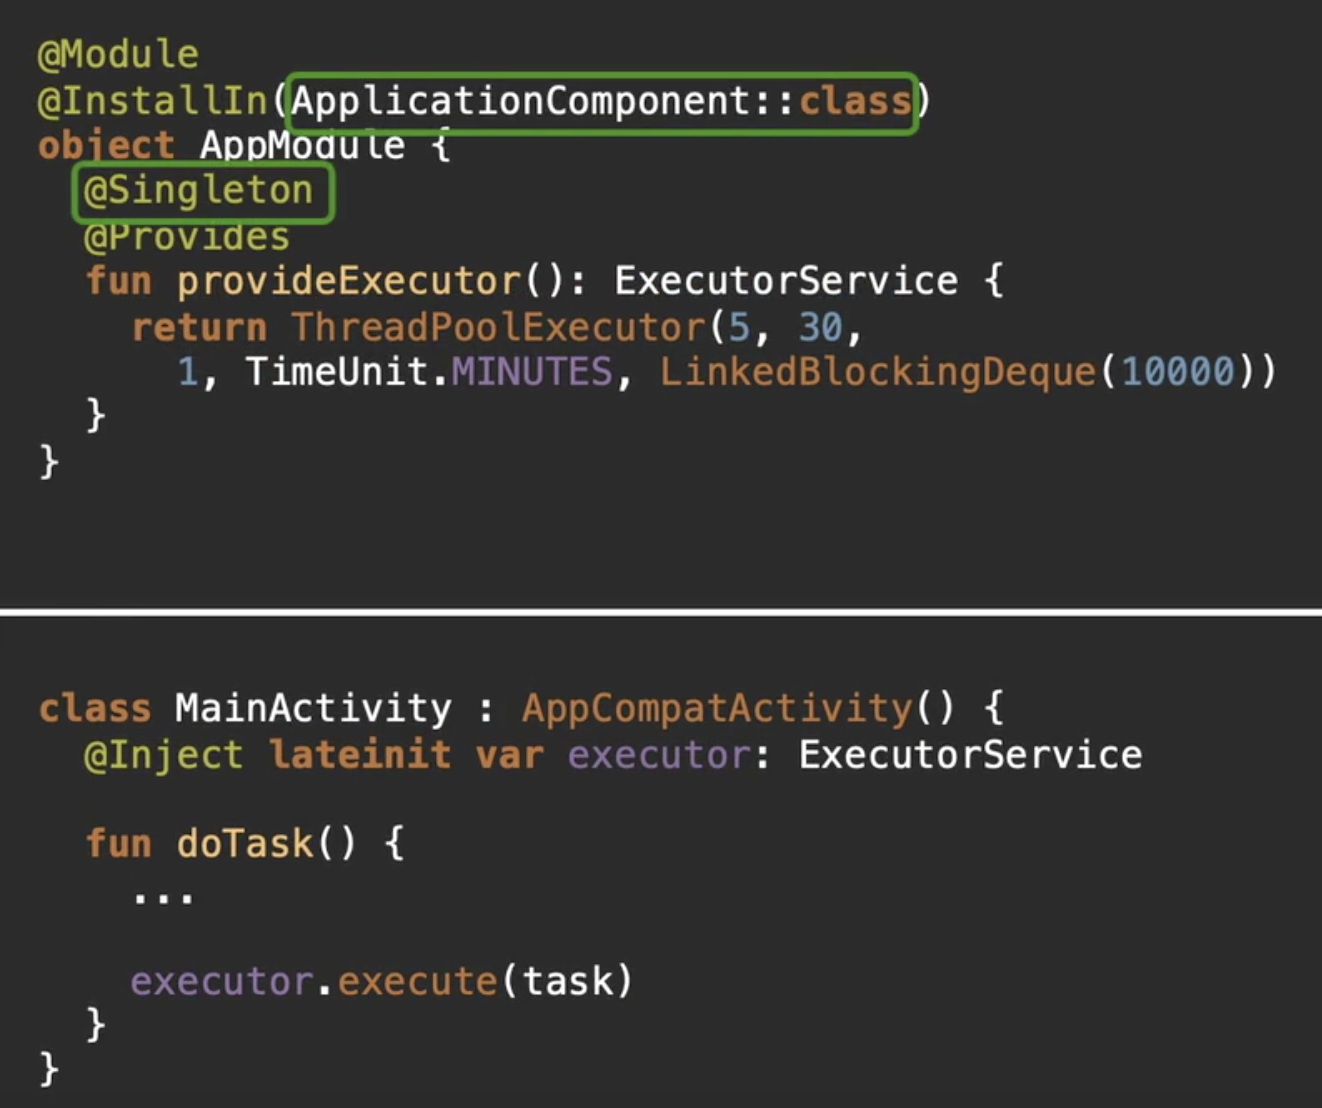 @Module
@InstallIn(ApplicationComponent::class)
object AppModule {
@Singleton
@Provides
fun provideExecutor(): ExecutorService {
return ThreadPoolExecutor(5, 30,
1, TimeUnit.MINUTES, LinkedBlockingDeque(10000))
}
}
class MainActivity : AppCompatActivity() {
@Inject lateinit var executor: ExecutorService
fun doTask() {
...
executor.execute(task)
}
}